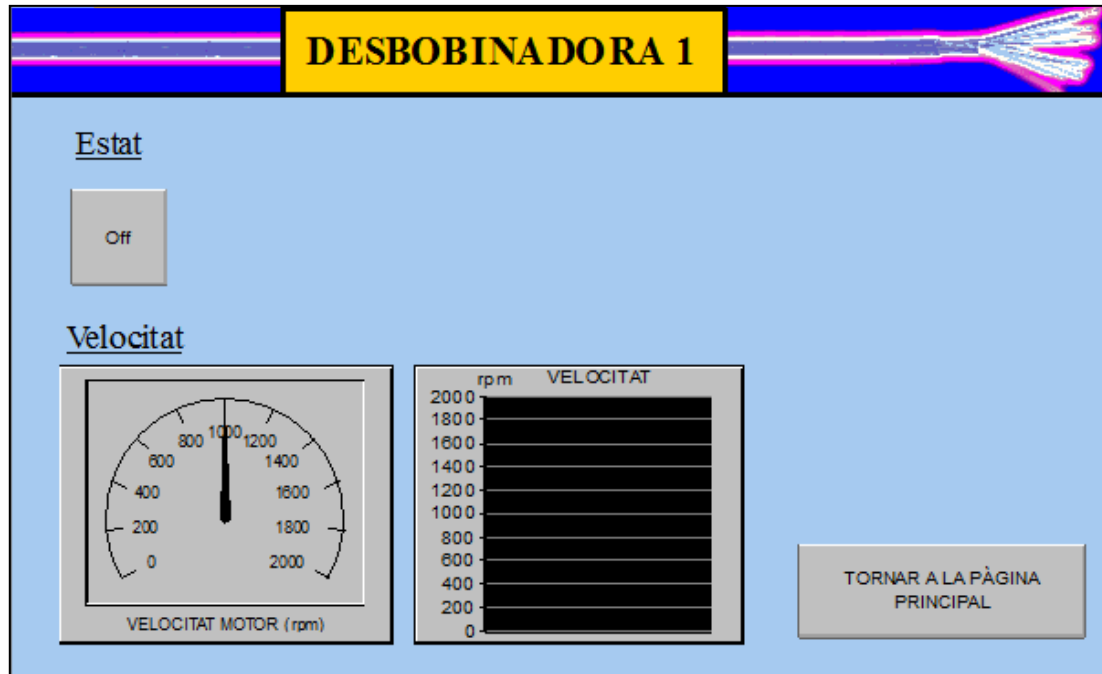 DESBOBINADORA 1
Estat
Off
Velocitat
0
200
400
600
800
1000
1200
1400
1600
1800
2000
VELOCITAT MOTOR (rpm)
rpm VELOCITAT
2000
1800
1600
1400
1200
1000
800
600
400
200
0
TORNAR A LA PÀGINA
PRINCIPAL